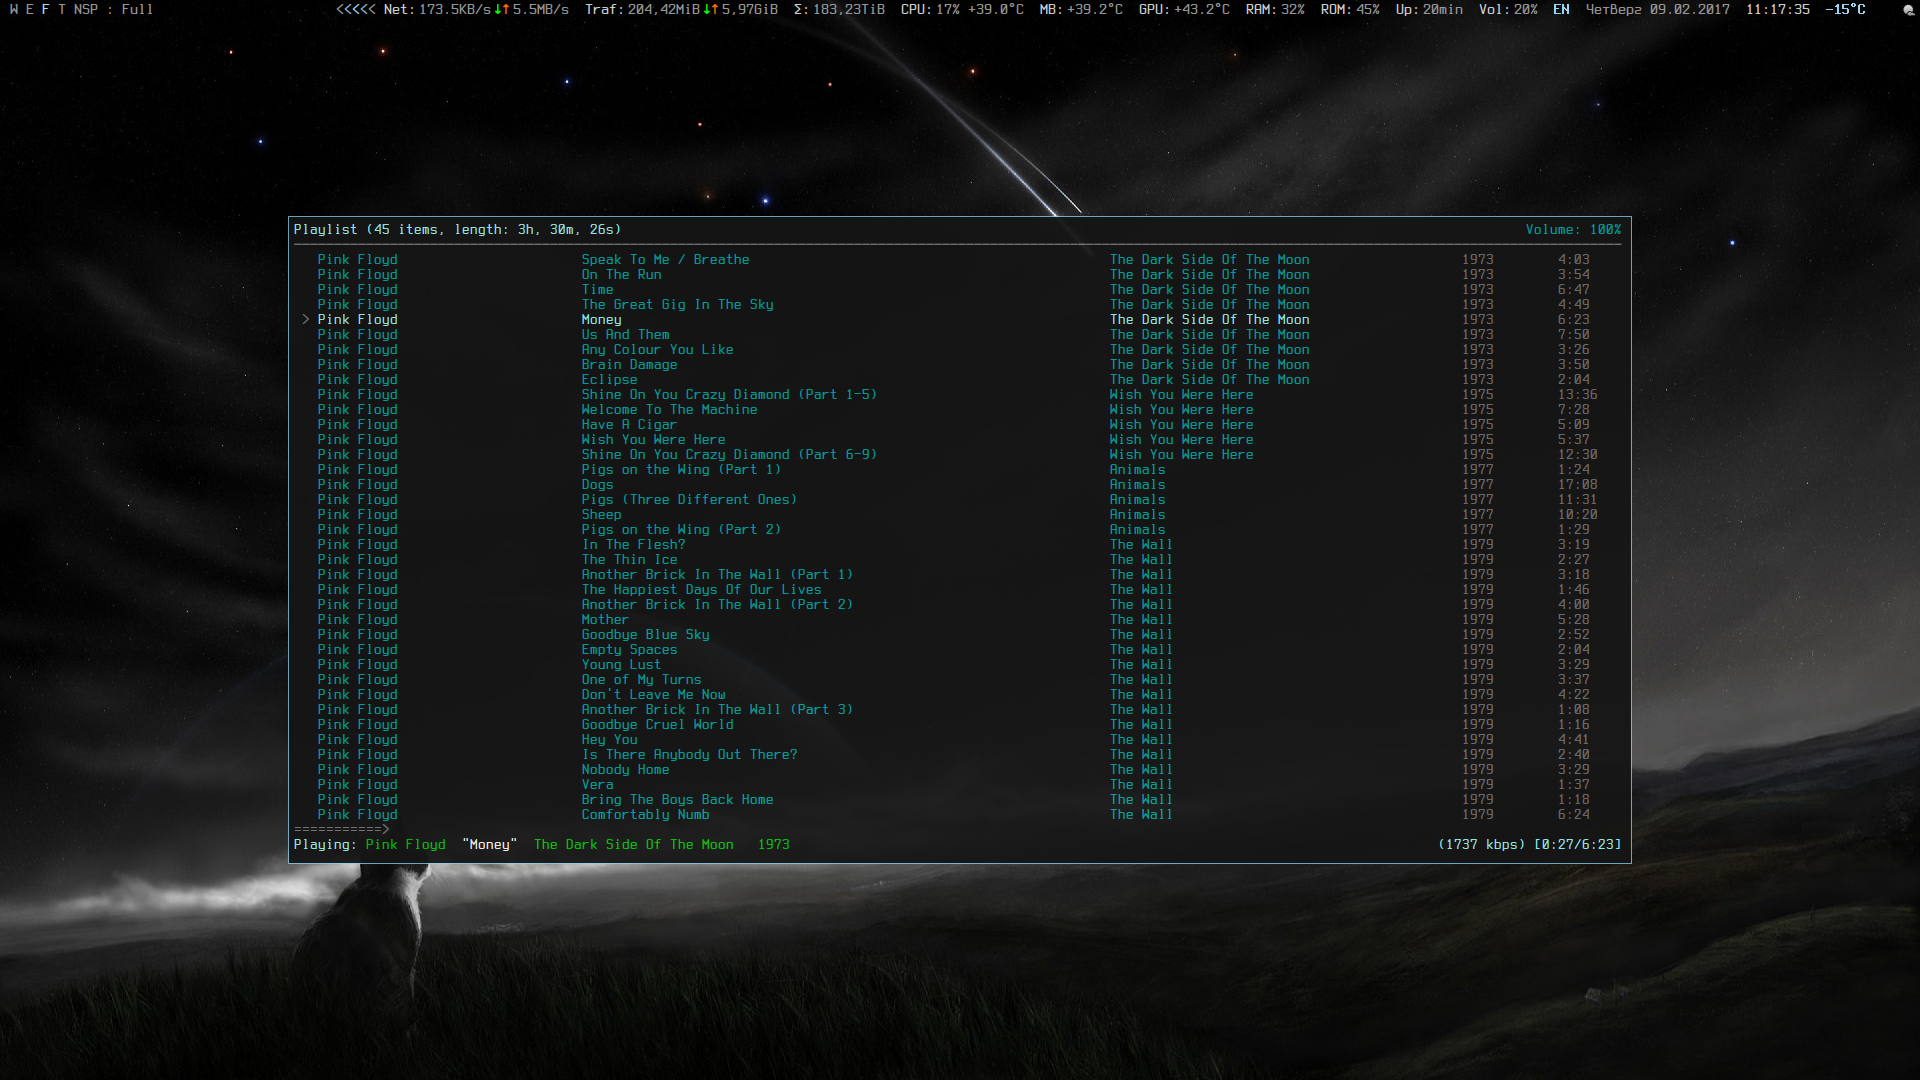 W E F T NSP : Full <<<<< Net: 173.5KB/s↓↑5.5MB/s Traf: 204,42MiB↓↑5,97GiB Σ: 183,23TiB CPU: 17% +39.0°C MB: +39.2°C GPU: +43.2°C RAM: 32% ROM: 45% Up: 20min Vol: 20% EN Четверг 09.02.2017 11:17:35 -15°C
Playlist (45 items, length: 3h, 30m, 26s) Volume: 100%
Pink Floyd Speak To Me / Breathe The Dark Side Of The Moon 1973 4:03
Pink Floyd On The Run The Dark Side Of The Moon 1973 3:54
Pink Floyd Time The Dark Side Of The Moon 1973 6:47
Pink Floyd The Great Gig In The Sky The Dark Side Of The Moon 1973 4:49
> Pink Floyd Money The Dark Side Of The Moon 1973 6:23
Pink Floyd Us And Them The Dark Side Of The Moon 1973 7:50
Pink Floyd Any Colour You Like The Dark Side Of The Moon 1973 3:26
Pink Floyd Brain Damage The Dark Side Of The Moon 1973 3:50
Pink Floyd Eclipse The Dark Side Of The Moon 1973 2:04
Pink Floyd Shine On You Crazy Diamond (Part 1-5) Wish You Were Here 1975 13:36
Pink Floyd Welcome To The Machine Wish You Were Here 1975 7:28
Pink Floyd Have A Cigar Wish You Were Here 1975 5:09
Pink Floyd Wish You Were Here Wish You Were Here 1975 5:37
Pink Floyd Shine On You Crazy Diamond (Part 6-9) Wish You Were Here 1975 12:30
Pink Floyd Pigs on the Wing (Part 1) Animals 1977 1:24
Pink Floyd Dogs Animals 1977 17:08
Pink Floyd Pigs (Three Different Ones) Animals 1977 11:31
Pink Floyd Sheep Animals 1977 10:20
Pink Floyd Pigs on the Wing (Part 2) Animals 1977 1:29
Pink Floyd In The Flesh? The Wall 1979 3:19
Pink Floyd The Thin Ice The Wall 1979 2:27
Pink Floyd Another Brick In The Wall (Part 1) The Wall 1979 3:18
Pink Floyd The Happiest Days Of Our Lives The Wall 1979 1:46
Pink Floyd Another Brick In The Wall (Part 2) The Wall 1979 4:00
Pink Floyd Mother The Wall 1979 5:28
Pink Floyd Goodbye Blue Sky The Wall 1979 2:52
Pink Floyd Empty Spaces The Wall 1979 2:04
Pink Floyd Young Lust The Wall 1979 3:29
Pink Floyd One of My Turns The Wall 1979 3:37
Pink Floyd Don't Leave Me Now The Wall 1979 4:22
Pink Floyd Another Brick In The Wall (Part 3) The Wall 1979 1:08
Pink Floyd Goodbye Cruel World The Wall 1979 1:16
Pink Floyd Hey You The Wall 1979 4:41
Pink Floyd Is There Anybody Out There? The Wall 1979 2:40
Pink Floyd Nobody Home The Wall 1979 3:29
Pink Floyd Vera The Wall 1979 1:37
Pink Floyd Bring The Boys Back Home The Wall 1979 1:18
Pink Floyd Comfortably Numb The Wall 1979 6:24
===========>
Playing: Pink Floyd "Money" The Dark Side Of The Moon 1973 (1737 kbps) [0:27/6:23]